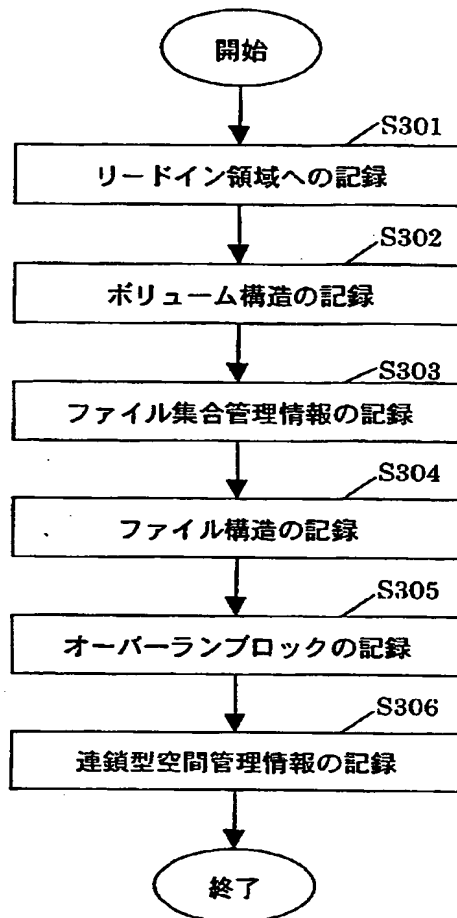 開始
S301
リードイン領域への記録
S302
ボリューム構造の記録
S303
ファイル集合管理情報の記録
S304
ファイル構造の記録
S305
オーバーランブロックの記録
S306
連鎖型空間管理情報の記録
終了